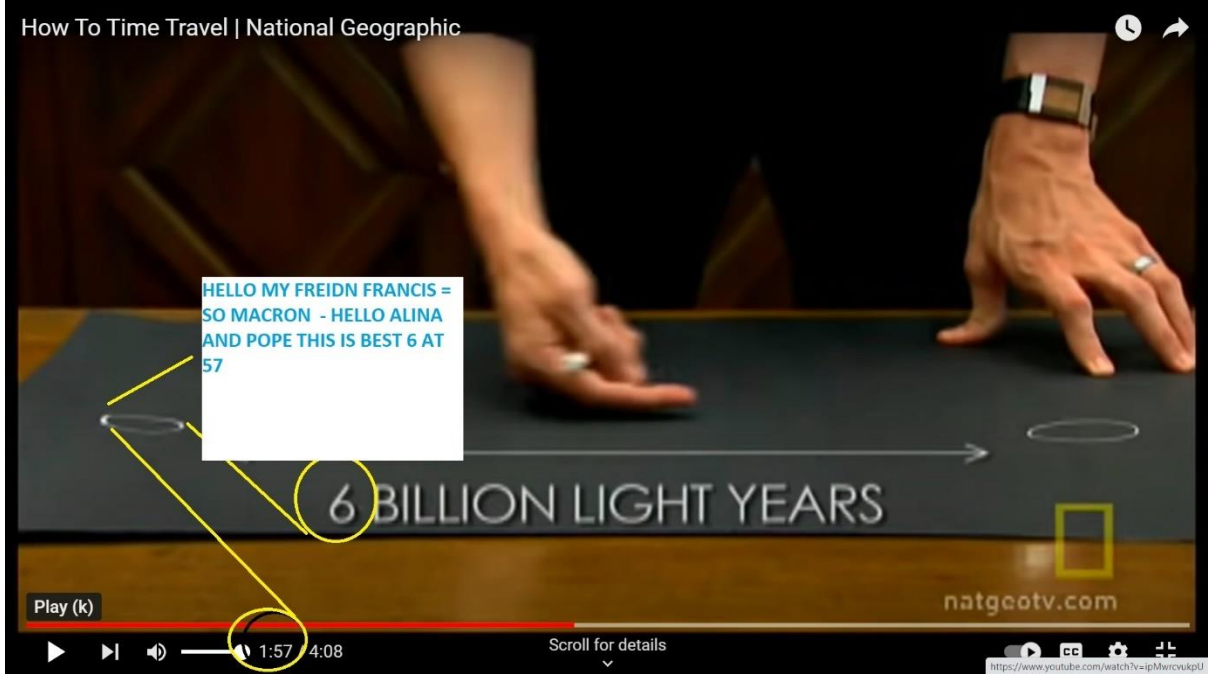 How To Time Travel | National Geographic
HELLO MY FREIDN FRANCIS =
SO MACRON - HELLO ALINA
AND POPE THIS IS BEST 6 AT
57
6 BILLION LIGHT YEARS
natgeotv.com
Play (k)
1:57 / 4:08
Scroll for details
CC
https://www.youtube.com/watch?v=ipMwrcvukpU